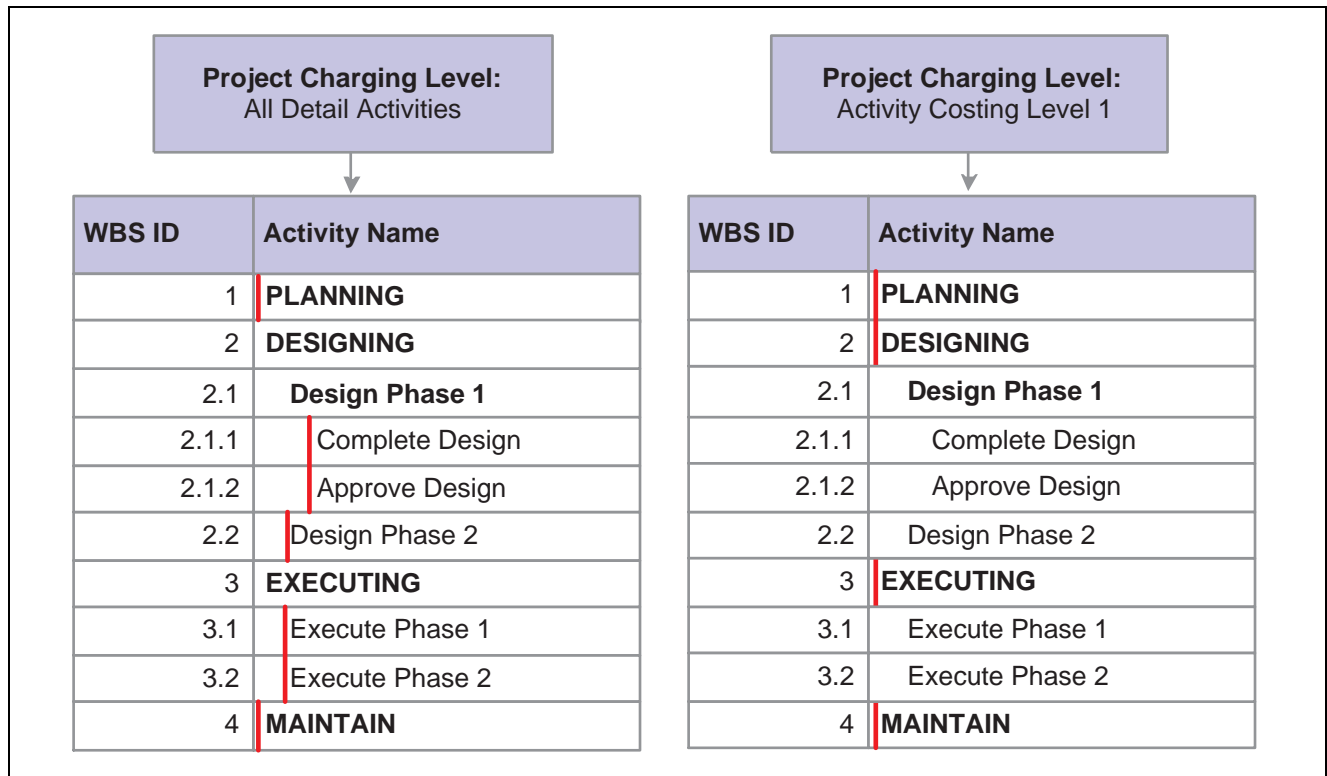 Project Charging Level:
All Detail Activities
WBS ID Activity Name
1 PLANNING
2 DESIGNING
2.1 Design Phase 1
2.1.1 Complete Design
2.1.2 Approve Design
2.2 Design Phase 2
3 EXECUTING
3.1 Execute Phase 1
3.2 Execute Phase 2
4 MAINTAIN
Project Charging Level:
Activity Costing Level 1
WBS ID Activity Name
1 PLANNING
2 DESIGNING
2.1 Design Phase 1
2.1.1 Complete Design
2.1.2 Approve Design
2.2 Design Phase 2
3 EXECUTING
3.1 Execute Phase 1
3.2 Execute Phase 2
4 MAINTAIN